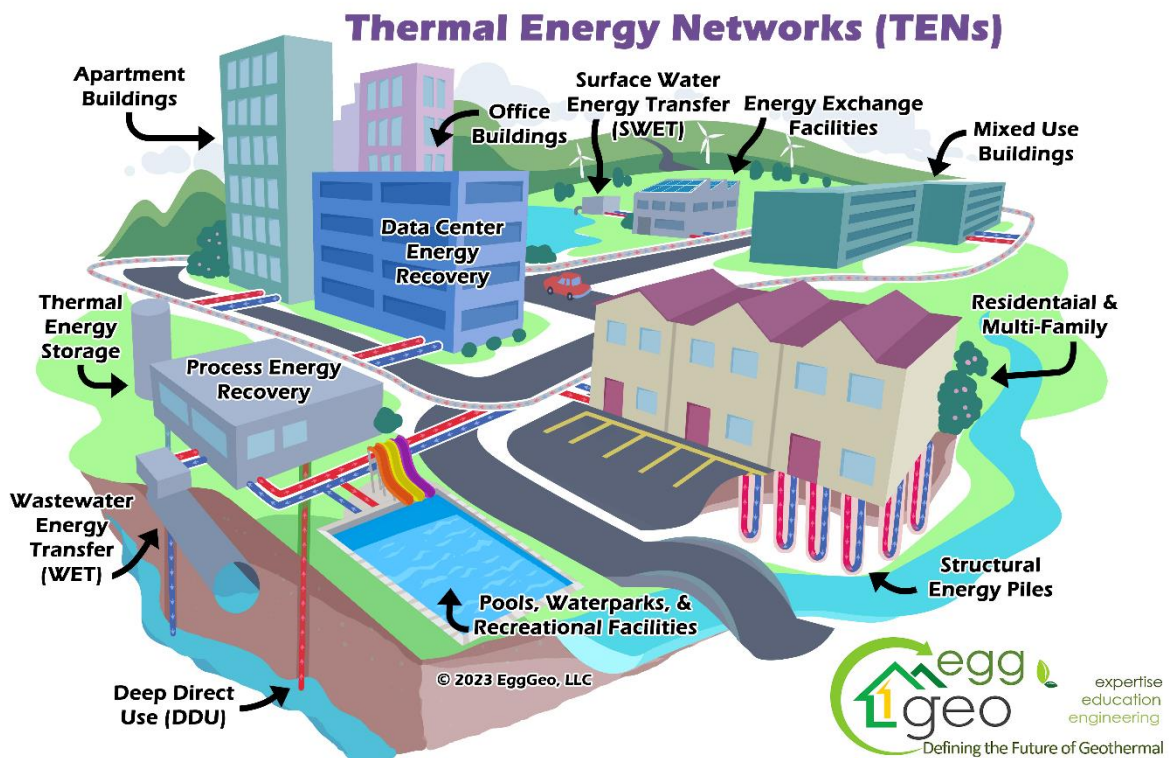 Thermal Energy Networks (TENs)
Apartment
Buildings
Office
Buildings
Surface Water
Energy Transfer
(SWET)
Energy Exchange
Facilities
Mixed Use
Buildings
Data Center
Energy
Recovery
Thermal
Energy
Storage
Process Energy
Recovery
Residentaial &
Multi-Family
Wastewater
Energy
Transfer
(WET)
Structural
Energy Piles
Pools, Waterparks, &
Recreational Facilities
Deep Direct
Use (DDU)
© 2023 EggGeo, LLC
egg
geo
expertise
education
engineering
Defining the Future of Geothermal